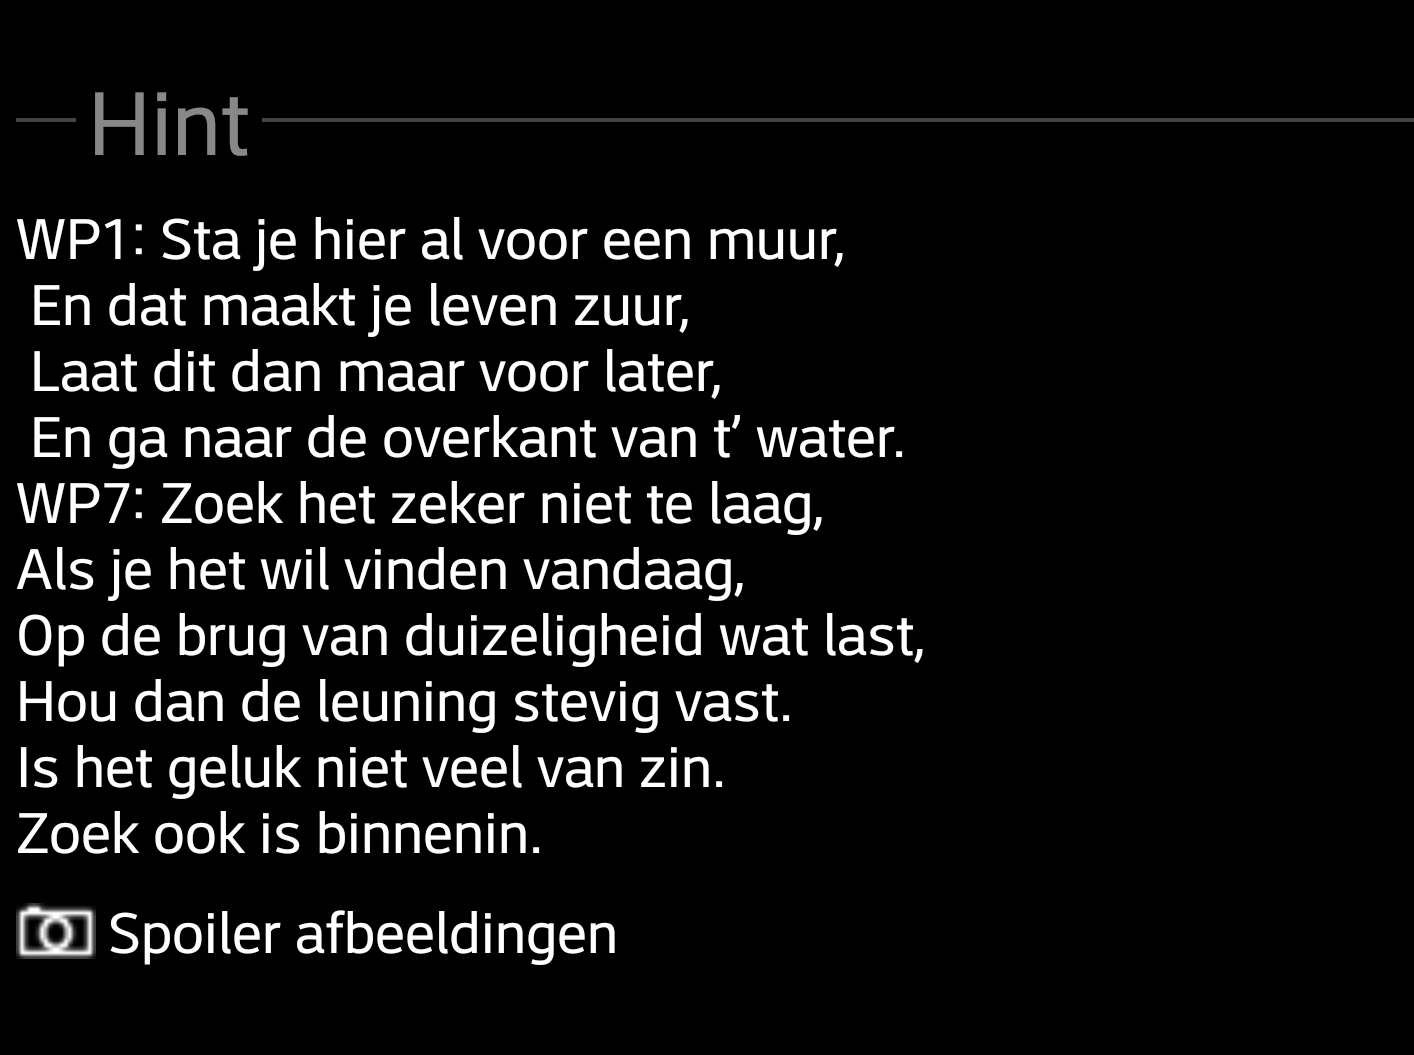 Hint
WP1: Sta je hier al voor een muur,
En dat maakt je leven zuur,
Laat dit dan maar voor later,
En ga naar de overkant van t’ water.
WP7: Zoek het zeker niet te laag,
Als je het wil vinden vandaag,
Op de brug van duizeligheid wat last,
Hou dan de leuning stevig vast.
Is het geluk niet veel van zin.
Zoek ook is binnenin.
Spoiler afbeeldingen